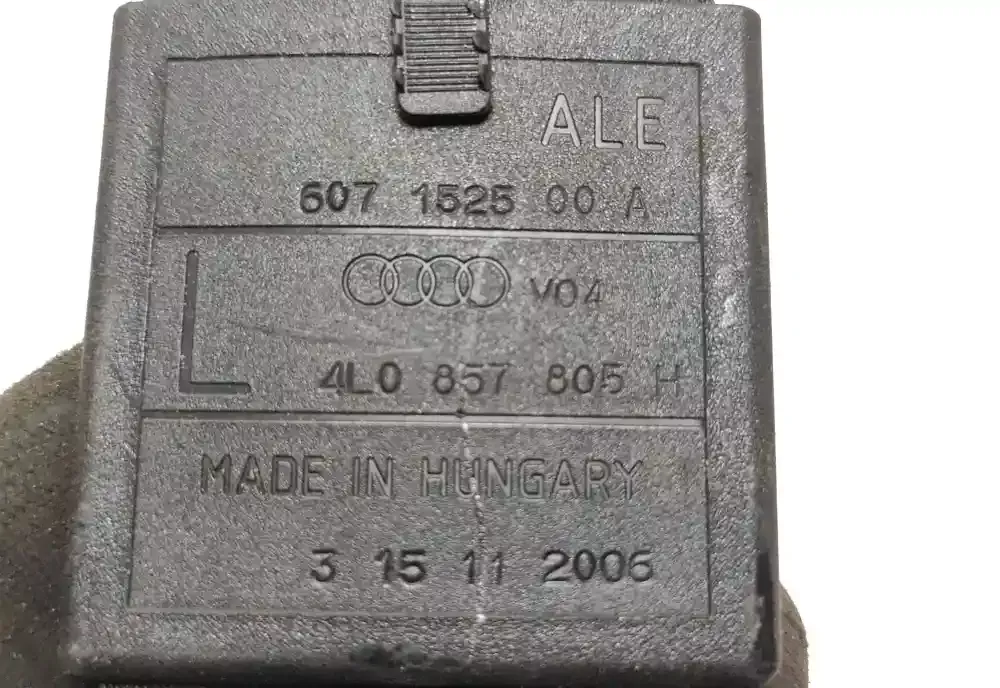 ALE
607 1525 00 A
L
V04
4L0 857 805 H
MADE IN HUNGARY
3 15 11 2006